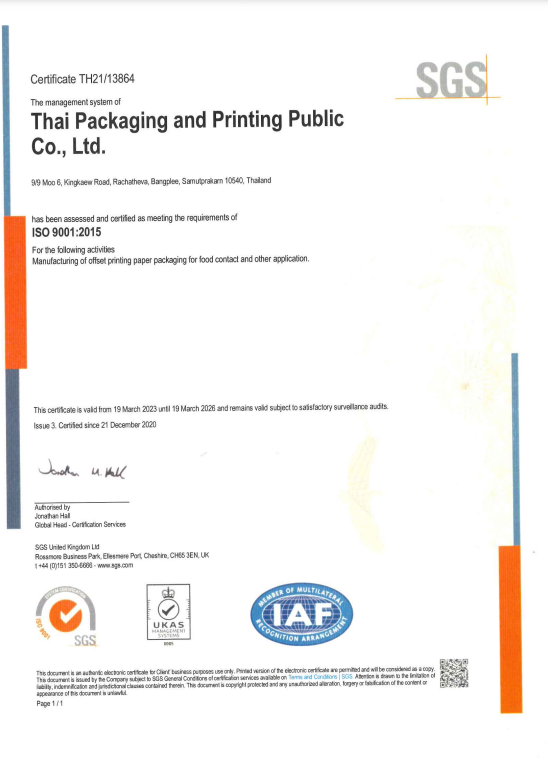 SGS
Certificate TH21/13864
The management system of
Thai Packaging and Printing Public
Co., Ltd.
9/9 Moo 6, Kingkaew Road, Rachatheva, Bangplee, Samutprakarn 10540, Thailand
has been assessed and certified as meeting the requirements of
ISO 9001:2015
For the following activities
Manufacturing of offset printing paper packaging for food contact and other application.
This certificate is valid from 19 March 2023 until 19 March 2026 and remains valid subject to satisfactory surveillance audits.
Issue 3. Certified since 21 December 2020
Authorised by
Jonathan Hall
Global Head - Certification Services
SGS United Kingdom Ltd
Rossmore Business Park, Ellesmere Port, Cheshire, CH65 3EN, UK
t +44 (0)151 350-6666 - www.sgs.com
SYSTEM CERTIFICATION
ISO 9001
SGS
UKAS
MANAGEMENT
SYSTEMS
0005
MEMBER OF MULTILATERAL
IAF
RECOGNITION ARRANGEMENT
This document is an authentic electronic certificate for Client' business purposes use only. Printed version of the electronic certificate are permitted and will be considered as a copy.
This document is issued by the Company subject to SGS General Conditions of certification services available on Terms and Conditions | SGS. Attention is drawn to the limitation of
liability, indemnification and jurisdictional clauses contained therein. This document is copyright protected and any unauthorized alteration, forgery or falsification of the content or
appearance of this document is unlawful.
Page 1 / 1